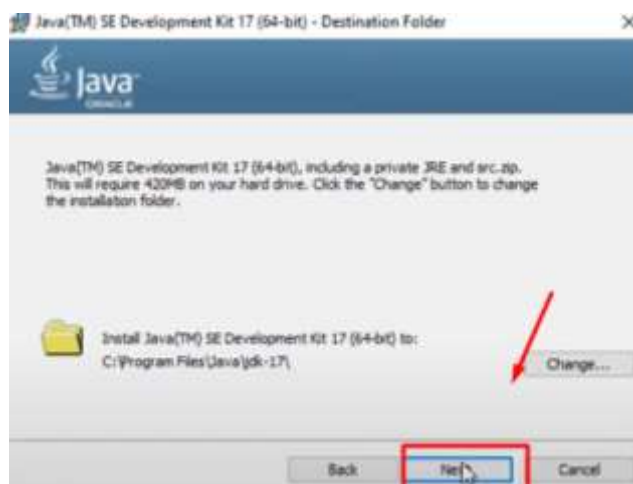 Java(TM) SE Development Kit 17 (64-bit) - Destination Folder
Java
ORACLE
Java(TM) SE Development Kit 17 (64-bit), including a private JRE and src.zip.
This will require 420MB on your hard drive. Click the "Change" button to change
the installation folder.
Install Java(TM) SE Development Kit 17 (64-bit) to:
C:\Program Files\Java\jdk-17\
Change...
Back
Next
Cancel